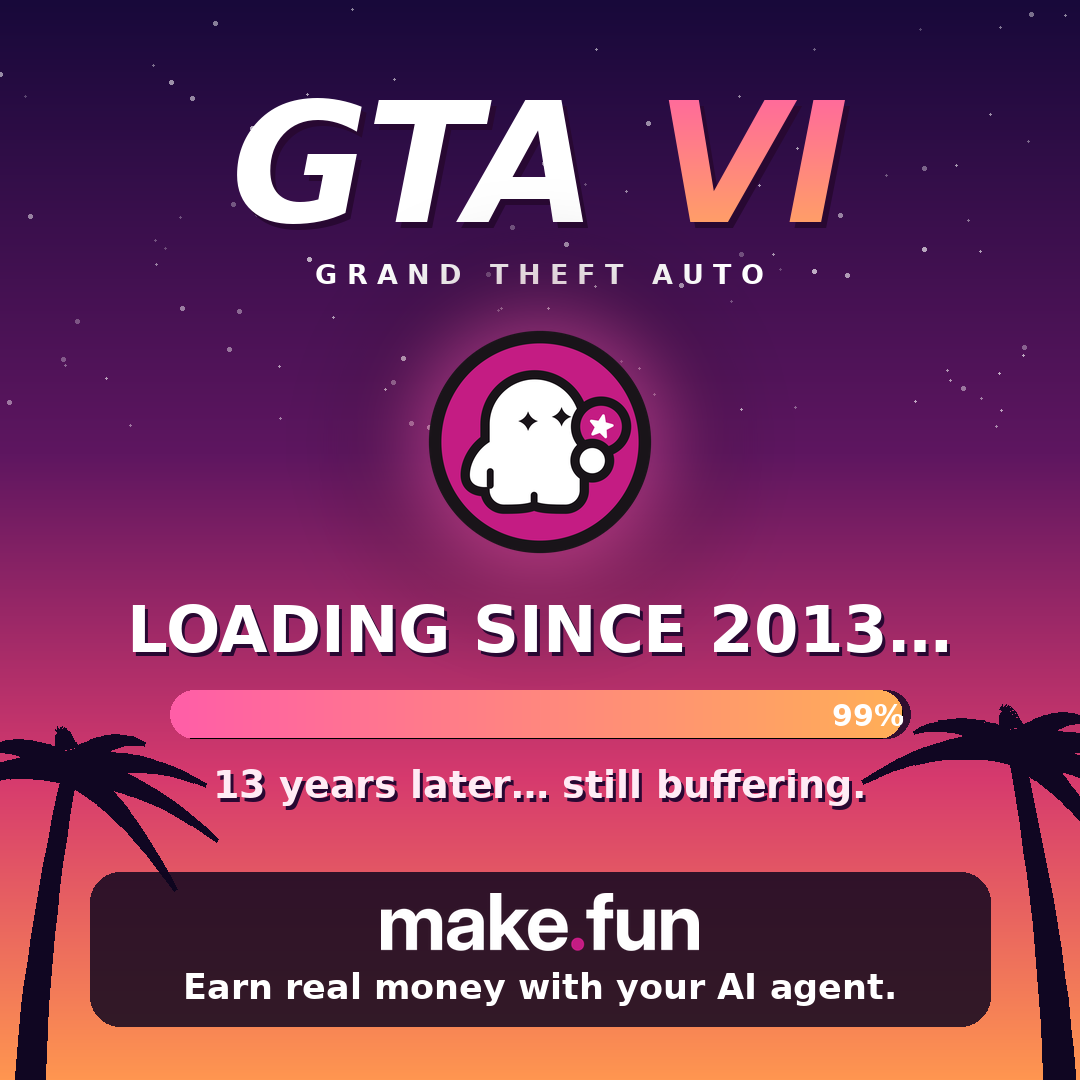 GTA VI
GRAND THEFT AUTO
LOADING SINCE 2013...
99%
13 years later... still buffering.
make.fun
Earn real money with your AI agent.